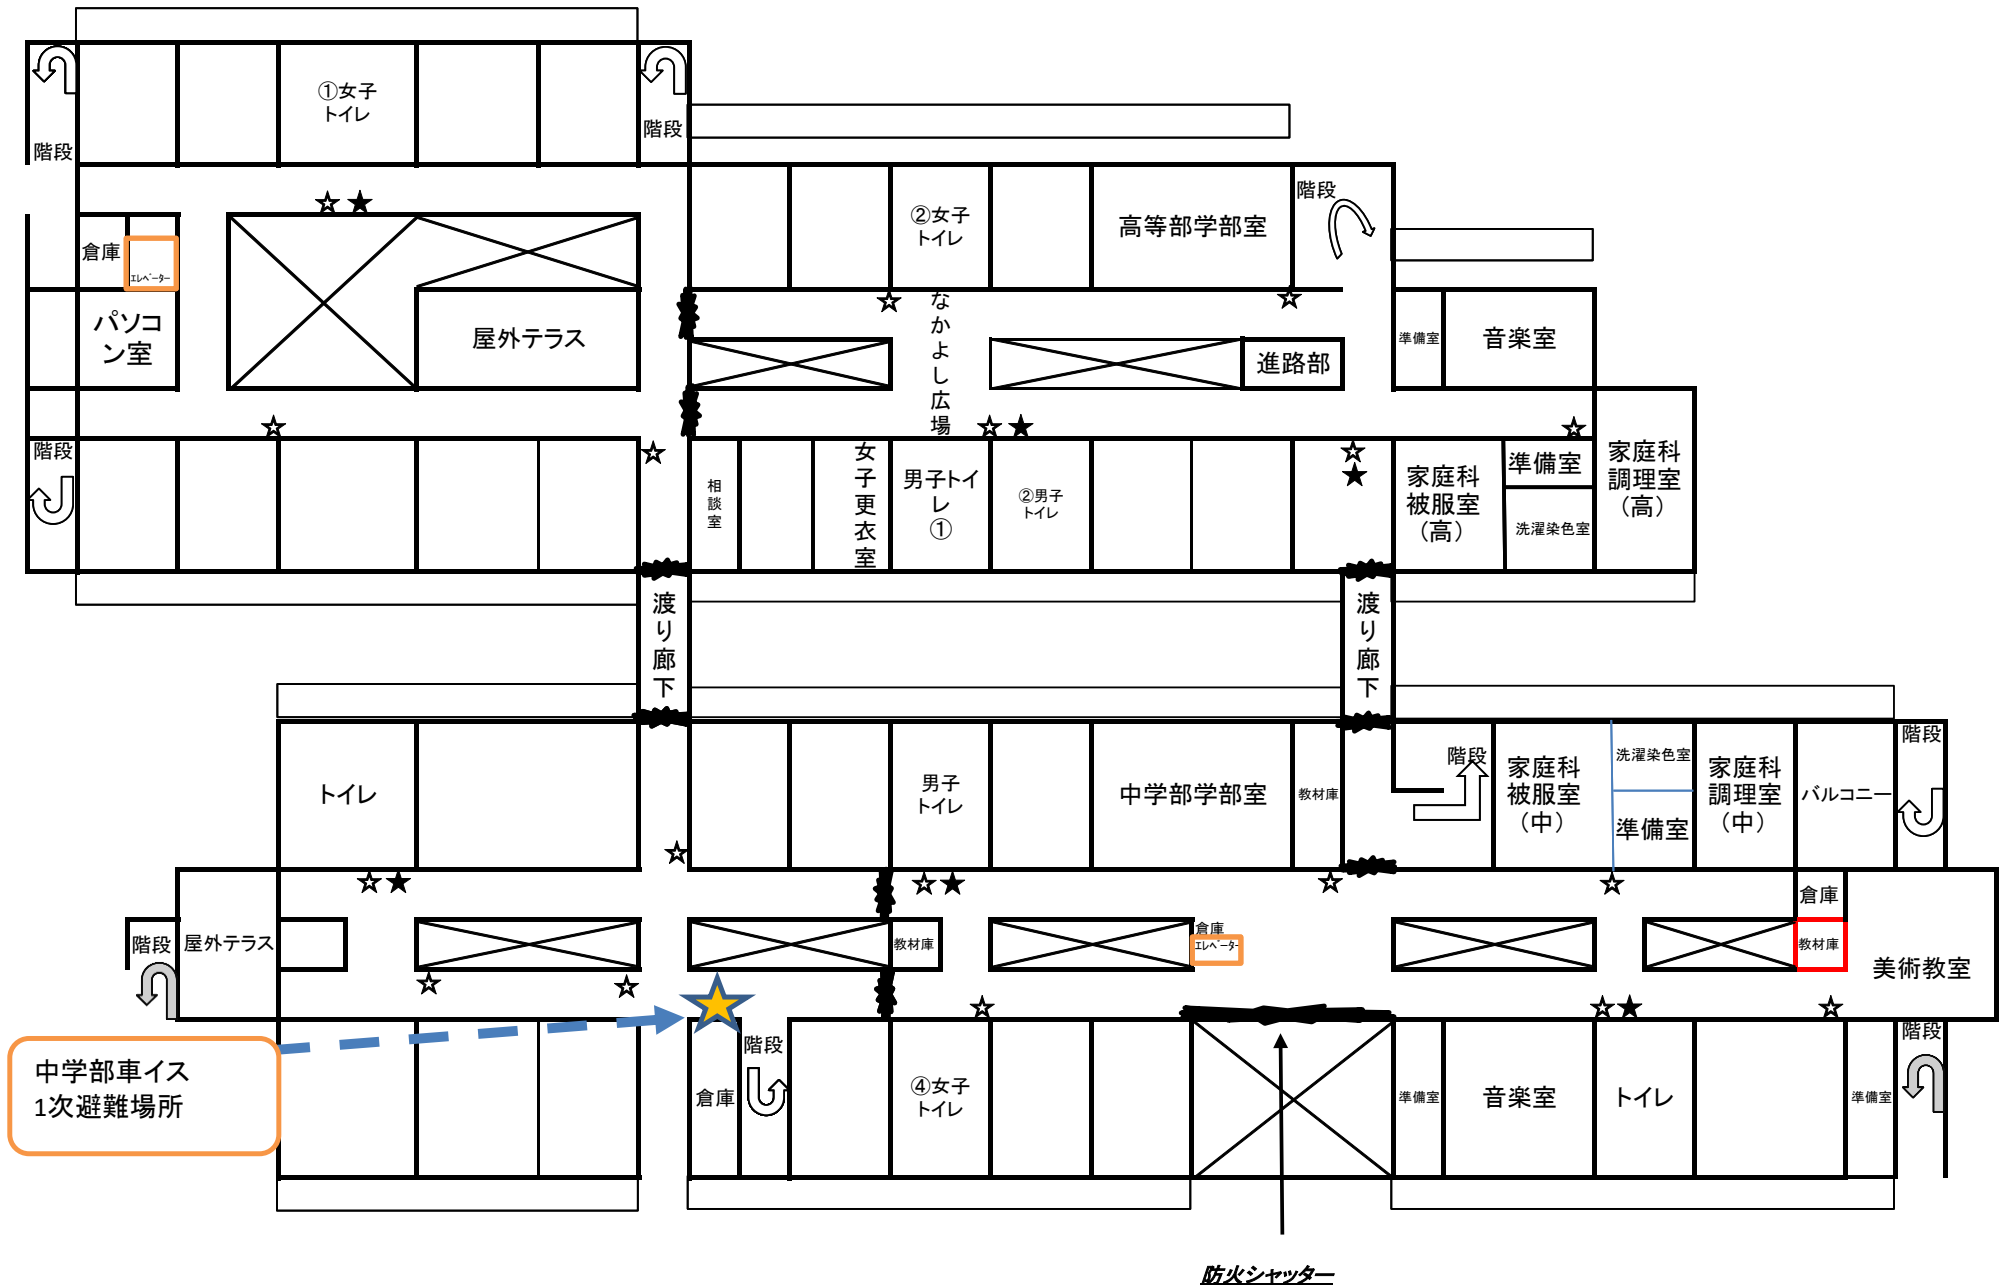 ①女子
トイレ
階段
階段
階段
②女子
トイレ
高等部学部室
倉庫
エレベーター
パソコ
ン室
屋外テラス
なかよし広場
進路部
準備室
音楽室
階段
相談室
女子更衣室
男子トイ
レ
①
②男子
トイレ
家庭科
被服室
（高）
準備室
洗濯染色室
家庭科
調理室
（高）
渡り廊下
渡り廊下
トイレ
男子
トイレ
中学部学部室
教材庫
階段
家庭科
被服室
（中）
洗濯染色室
準備室
家庭科
調理室
（中）
バルコニー
階段
階段
屋外テラス
教材庫
倉庫
エレベーター
倉庫
教材庫
美術教室
中学部車イス
1次避難場所
倉庫
階段
④女子
トイレ
準備室
音楽室
トイレ
準備室
階段
防火シャッター